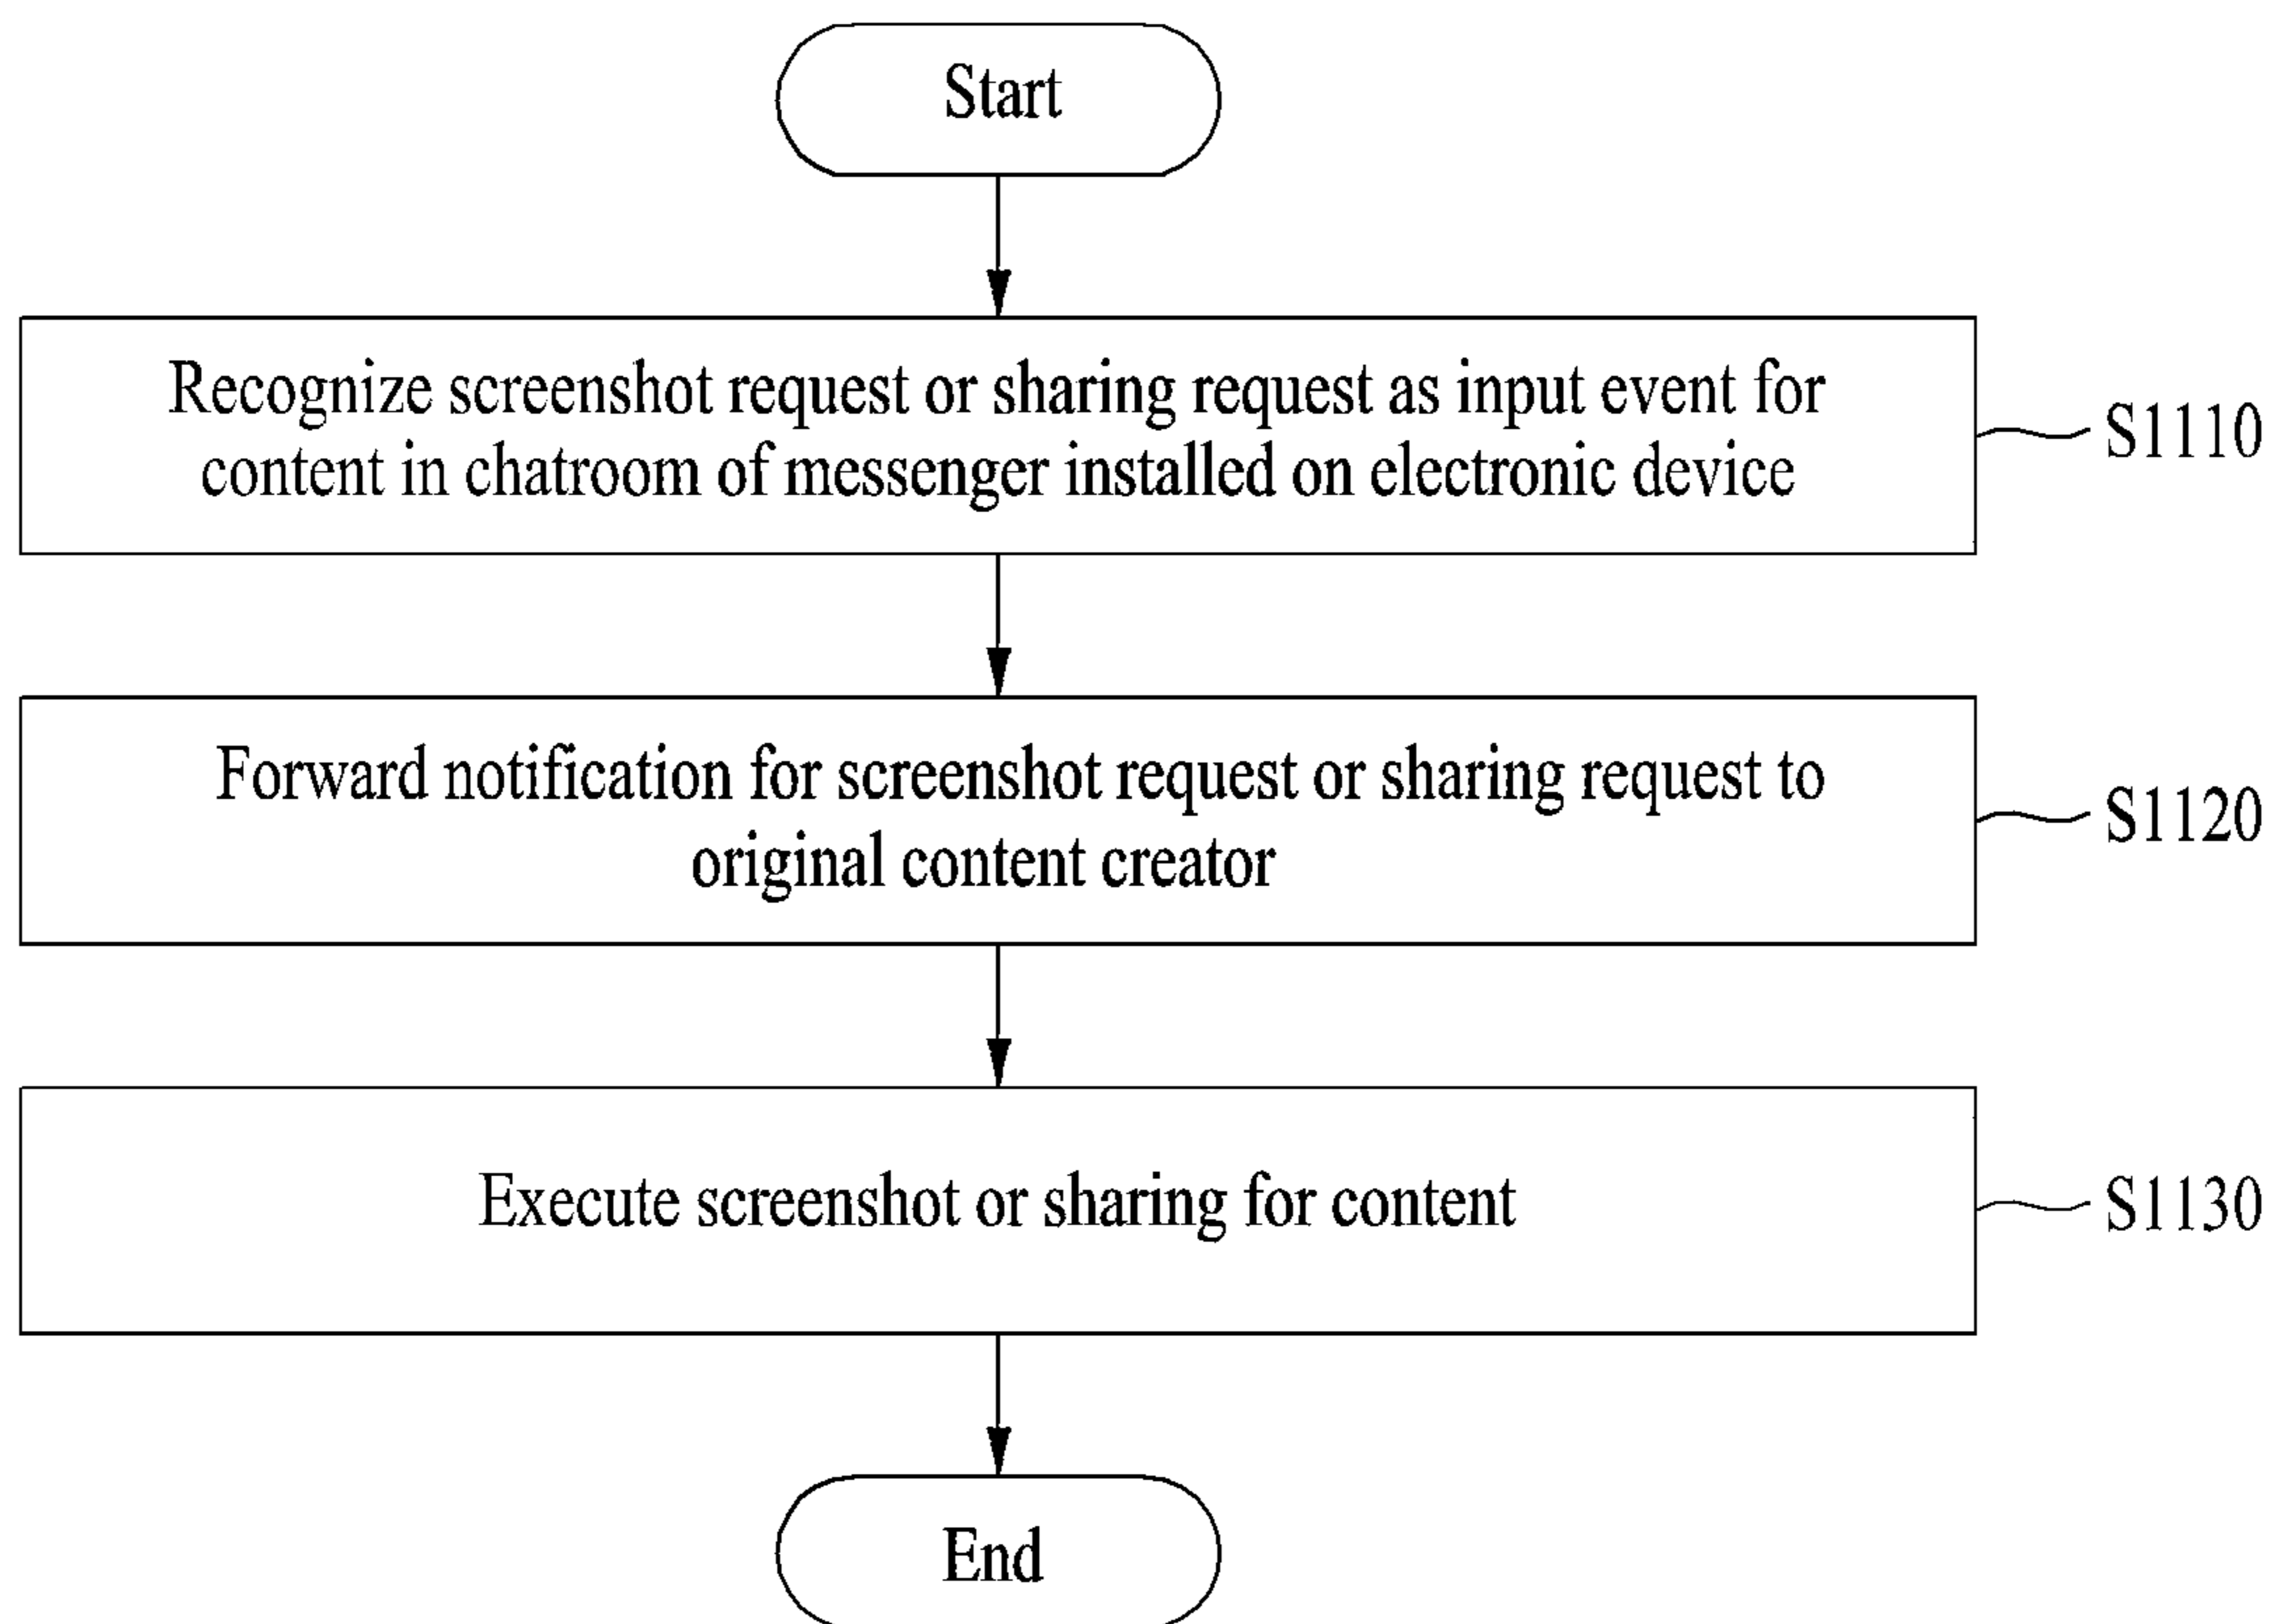 Start
Recognize screenshot request or sharing request as input event for
content in chatroom of messenger installed on electronic device
S1110
Forward notification for screenshot request or sharing request to
original content creator
S1120
Execute screenshot or sharing for content
S1130
End